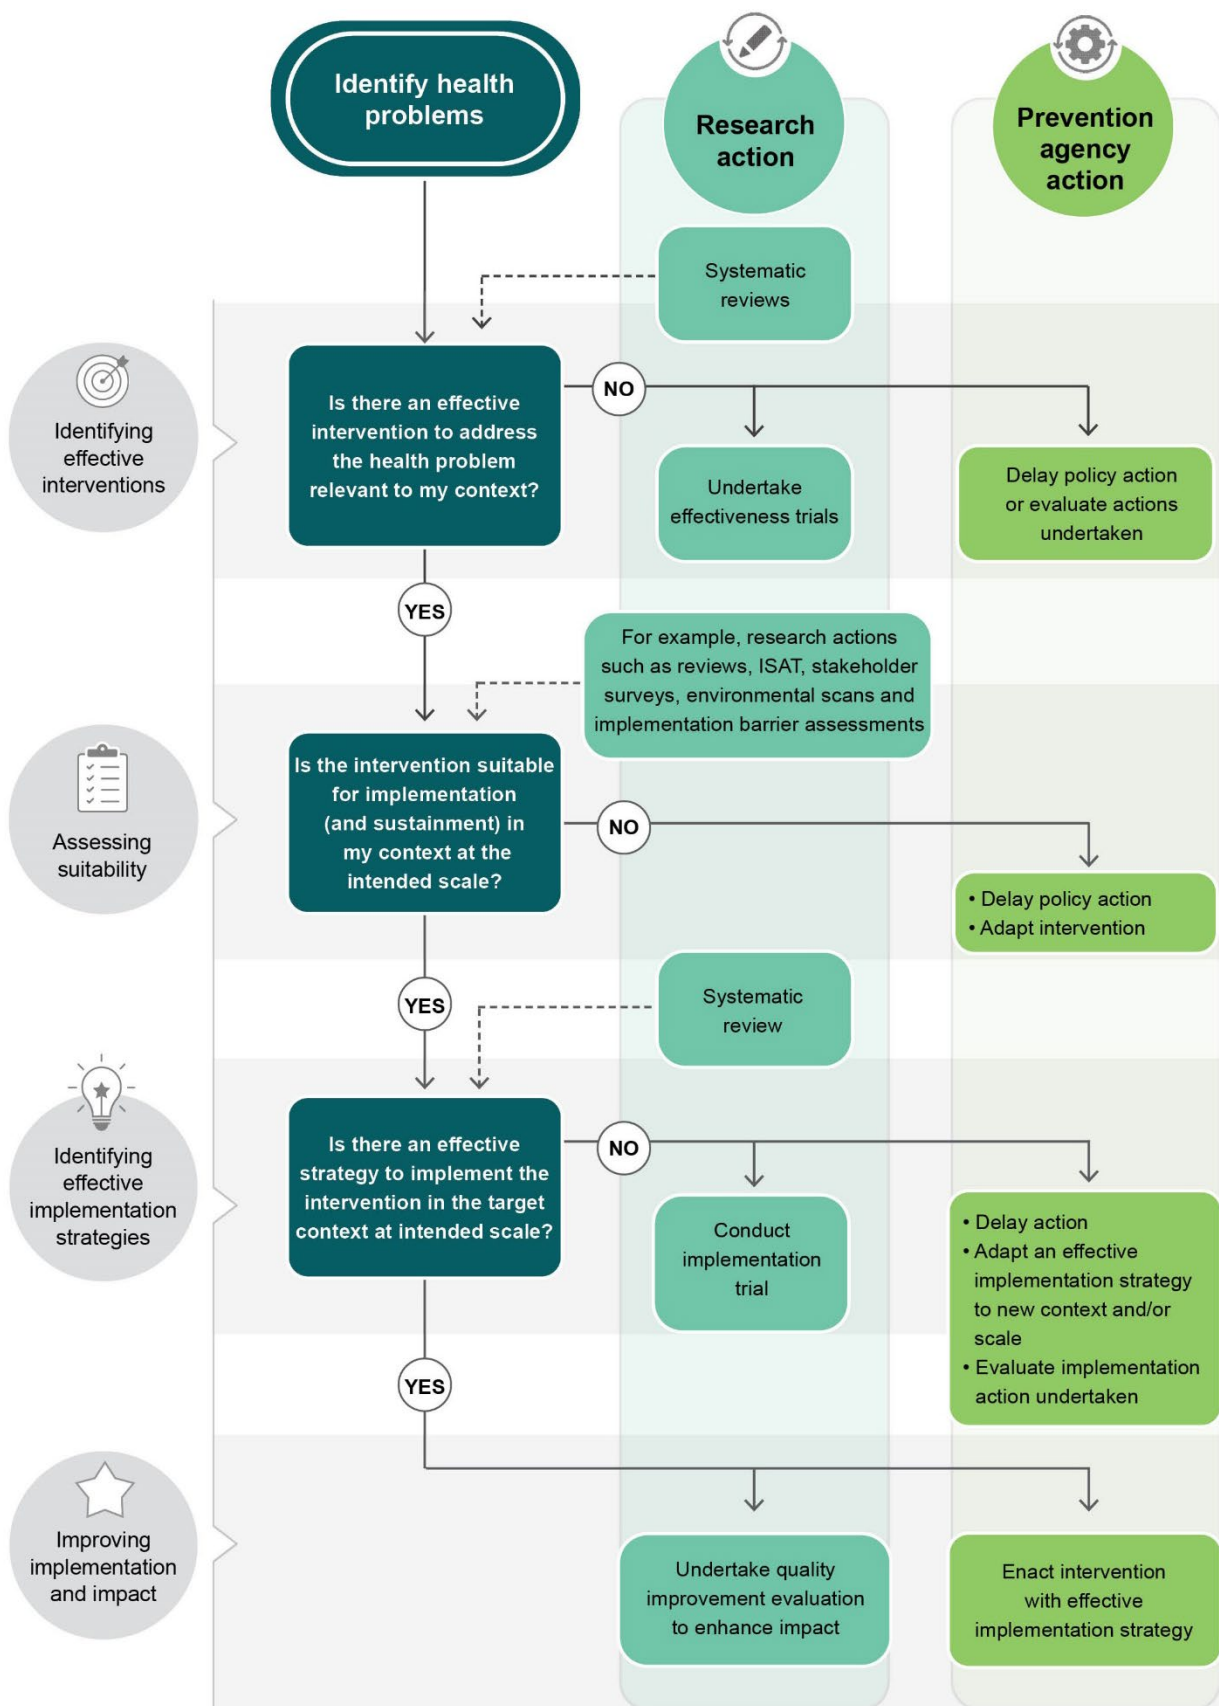 Identify health
problems
Research
action
Prevention
agency
action
Systematic
reviews
Identifying
effective
interventions
Is there an effective
intervention to address
the health problem
relevant to my context?
NO
Undertake
effectiveness trials
Delay policy action
or evaluate actions
undertaken
YES
For example, research actions
such as reviews, ISAT, stakeholder
surveys, environmental scans and
implementation barrier assessments
Assessing
suitability
Is the intervention suitable
for implementation
(and sustainment) in
my context at the
intended scale?
NO
• Delay policy action
• Adapt intervention
YES
Systematic
review
Identifying
effective
implementation
strategies
Is there an effective
strategy to implement the
intervention in the target
context at intended scale?
NO
Conduct
implementation
trial
• Delay action
• Adapt an effective
implementation strategy
to new context and/or
scale
• Evaluate implementation
action undertaken
YES
Improving
implementation
and impact
Undertake quality
improvement evaluation
to enhance impact
Enact intervention
with effective
implementation strategy